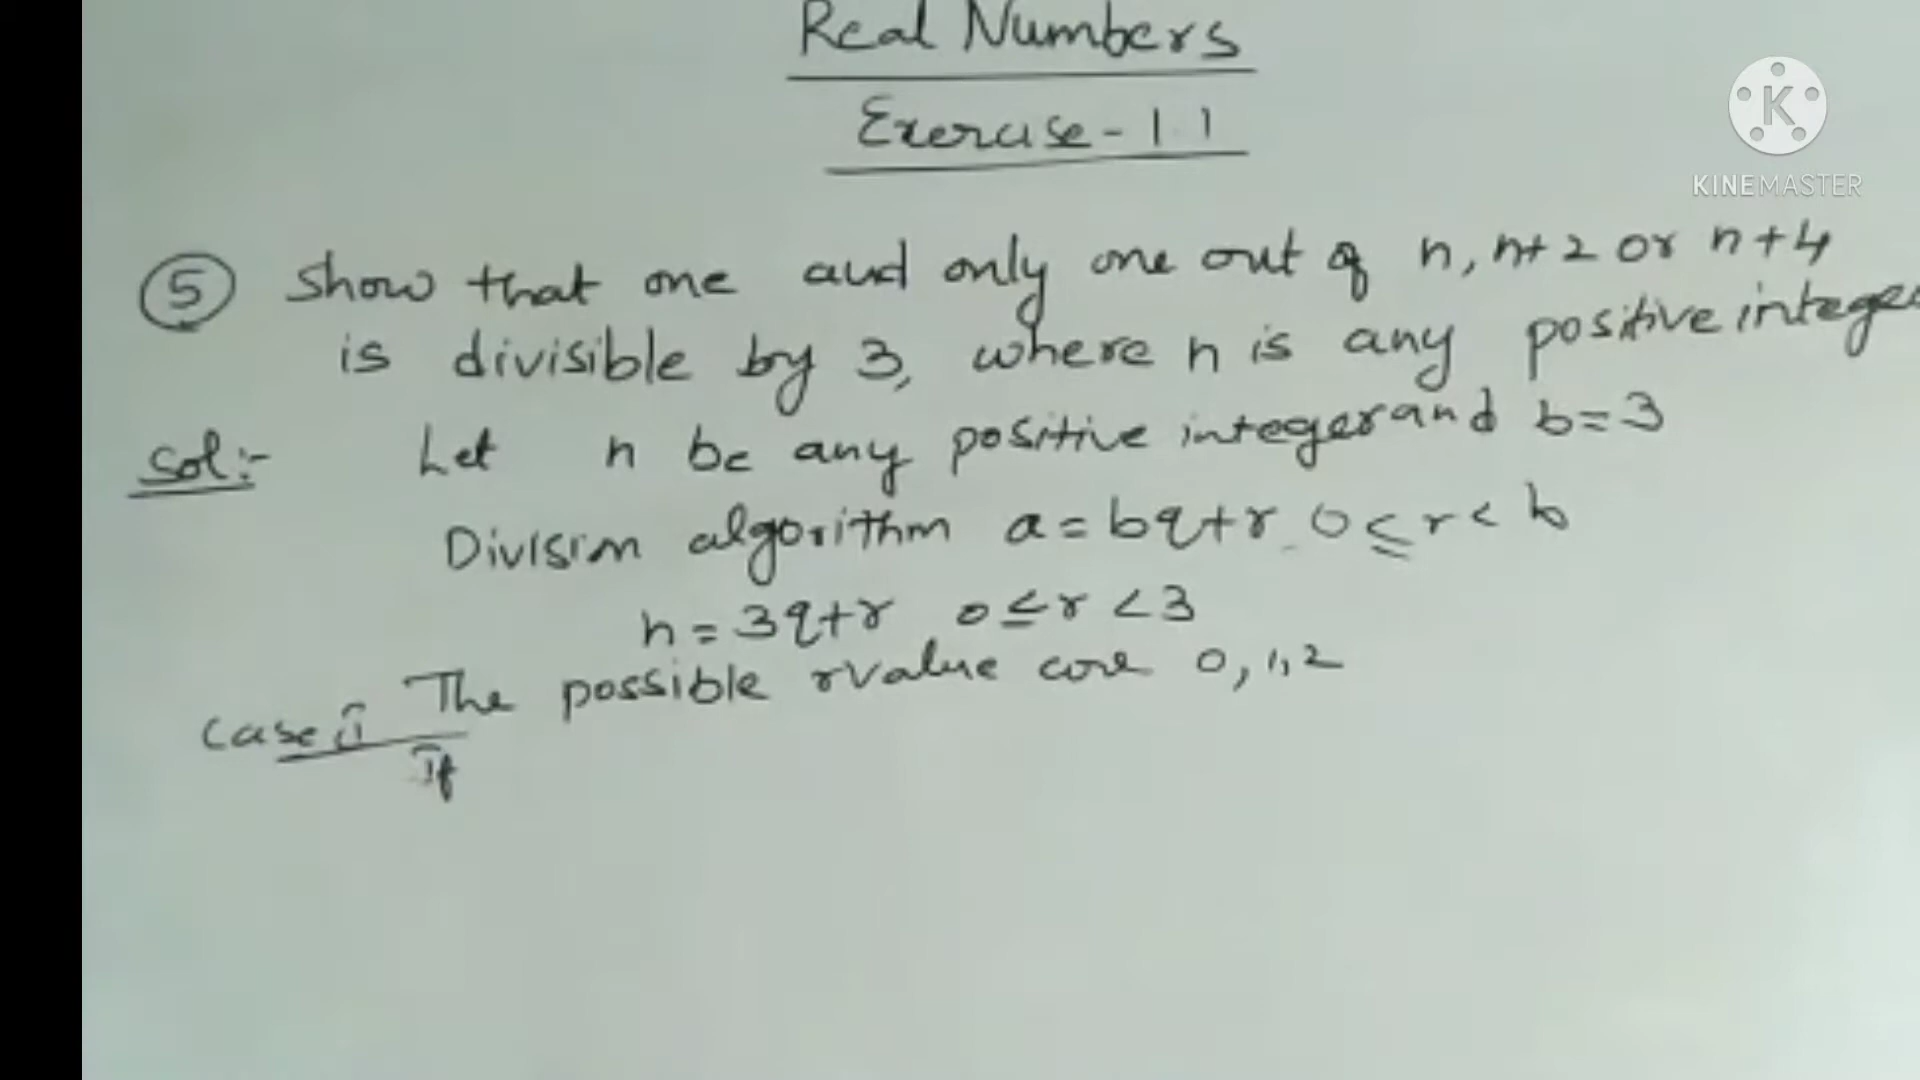 Real Numbers
Exercise - 1.1
KINEMASTER
5 Show that one and only one out of n, n+2 or n+4
is divisible by 3, where n is any positive intege
Sol:- Let n be any positive integer and b=3
Division algorithm a = bq+r 0 ≤ r < b
n = 3q+r 0 ≤ r < 3
The possible r value are 0, 1, 2
case i
If